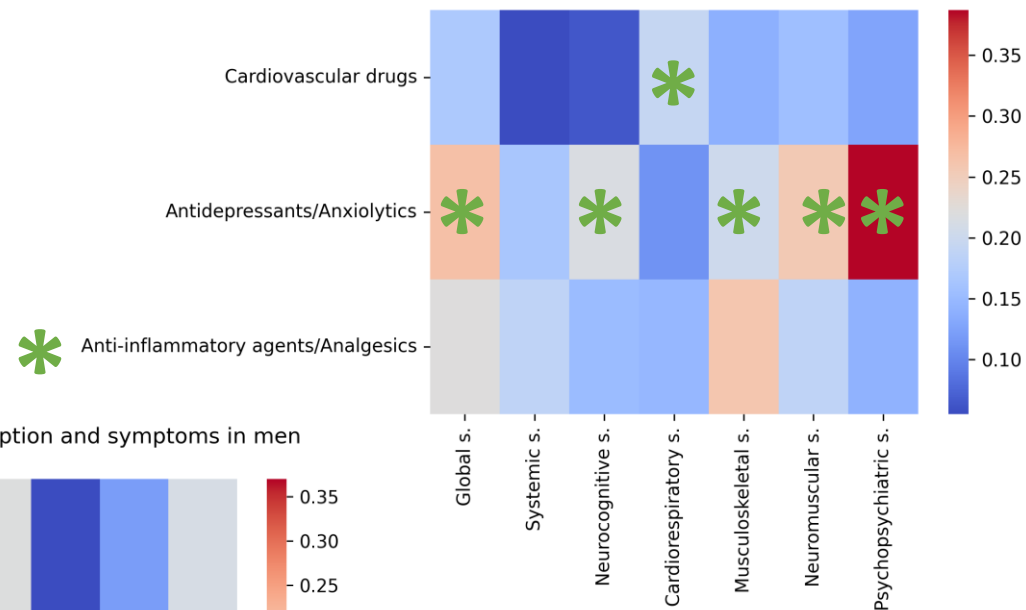 Cardiovascular drugs
Antidepressants/Anxiolytics
Anti-inflammatory agents/Analgesics
0.35
0.30
0.25
0.20
0.15
0.10
Global s.
Systemic s.
Neurocognitive s.
Cardiorespiratory s.
Musculoskeletal s.
Neuromuscular s.
Psychopsychiatric s.
ption and symptoms in men
0.35
0.30
0.25